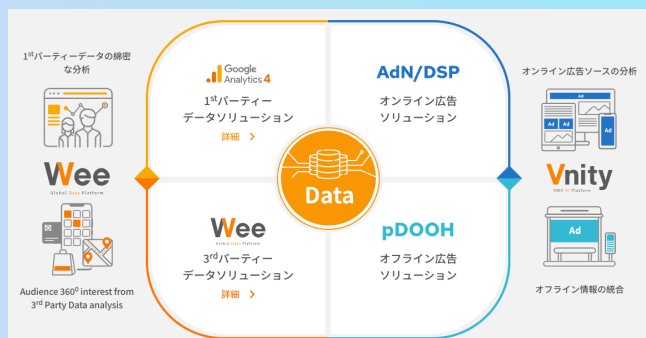 1stパーティーデータの綿密
な分析
Wee
Global Data Platform
Audience 360⁰ interest from
3rd Party Data analysis
Google
Analytics 4
1stパーティー
データソリューション
詳細 >
AdN/DSP
オンライン広告
ソリューション
Data
Wee
Global Data Platform
3rdパーティー
データソリューション
詳細 >
pDOOH
オフライン広告
ソリューション
オンライン広告ソースの分析
Ad
Ad
Ad
Ad
Vnity
OMO AI Platform
Ad
オフライン情報の統合